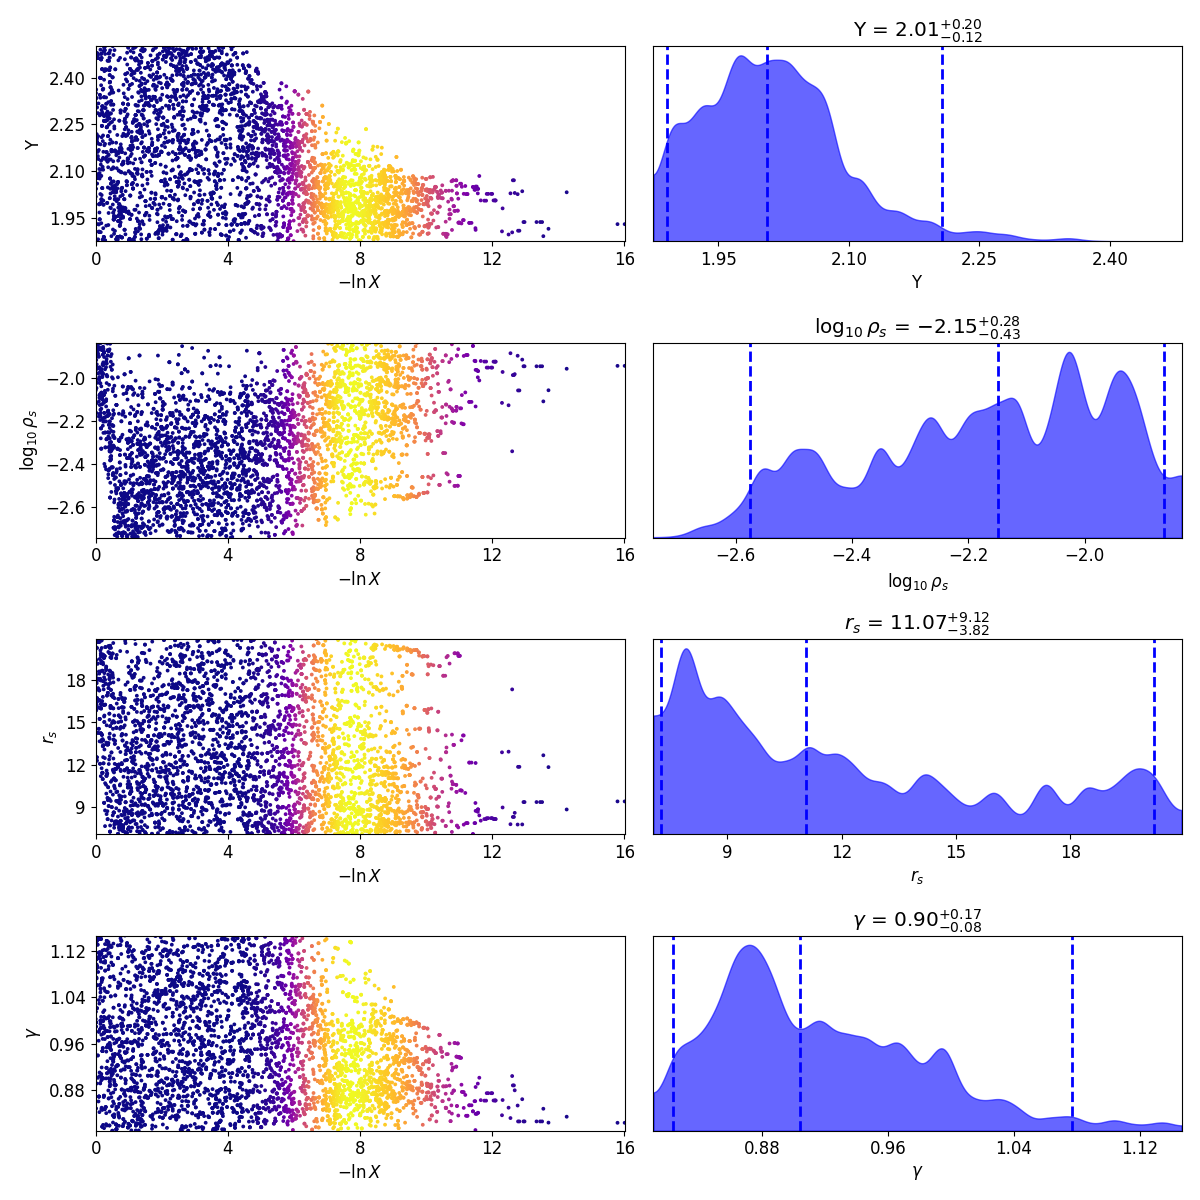 Y = 2.01+0.20 −0.12
2.40
2.25
2.10
1.95
Y
0 4 8 12 16
−ln X
1.95 2.10 2.25 2.40
Y
log10 ρs = −2.15+0.28 −0.43
−2.0
−2.2
−2.4
−2.6
log10 ρs
0 4 8 12 16
−ln X
−2.6 −2.4 −2.2 −2.0
log10 ρs
rs = 11.07+9.12 −3.82
18
15
12
9
rs
0 4 8 12 16
−ln X
9 12 15 18
rs
γ = 0.90+0.17 −0.08
1.12
1.04
0.96
0.88
γ
0 4 8 12 16
−ln X
0.88 0.96 1.04 1.12
γ